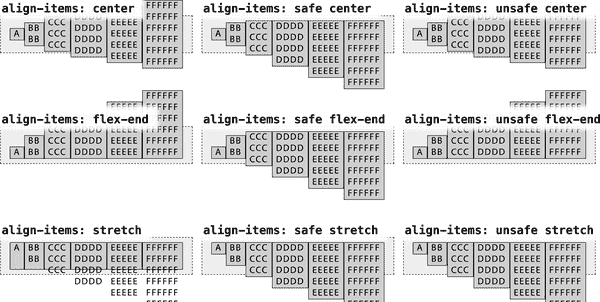 align-items: center
FFFFFF
FFFFFF
BB CCC DDDD EEEEE FFFFFF
A BB CCC DDDD EEEEE FFFFFF
CCC DDDD EEEEE FFFFFF
FFFFFF
align-items: safe center
CCC DDDD EEEEE FFFFFF
A BB CCC DDDD EEEEE FFFFFF
BB CCC DDDD EEEEE FFFFFF
DDDD EEEEE FFFFFF
EEEEE FFFFFF
FFFFFF
align-items: unsafe center
CCC DDDD EEEEE FFFFFF
A BB CCC DDDD EEEEE FFFFFF
BB CCC DDDD EEEEE FFFFFF
DDDD EEEEE FFFFFF
FFFFFF
FFFFFF
EEEEE FFFFFF
align-items: flex-end
CCC DDDD EEEEE FFFFFF
BB CCC DDDD EEEEE FFFFFF
A BB CCC DDDD EEEEE FFFFFF
align-items: safe flex-end
CCC DDDD EEEEE FFFFFF
BB CCC DDDD EEEEE FFFFFF
A BB CCC DDDD EEEEE FFFFFF
DDDD EEEEE FFFFFF
EEEEE FFFFFF
FFFFFF
FFFFFF
align-items: unsafe flex-end
CCC DDDD EEEEE FFFFFF
BB CCC DDDD EEEEE FFFFFF
A BB CCC DDDD EEEEE FFFFFF
align-items: stretch
A BB CCC DDDD EEEEE FFFFFF
BB CCC DDDD EEEEE FFFFFF
CCC DDDD EEEEE FFFFFF
DDDD EEEEE FFFFFF
EEEEE FFFFFF
align-items: safe stretch
A BB CCC DDDD EEEEE FFFFFF
BB CCC DDDD EEEEE FFFFFF
CCC DDDD EEEEE FFFFFF
DDDD EEEEE FFFFFF
EEEEE FFFFFF
align-items: unsafe stretch
A BB CCC DDDD EEEEE FFFFFF
BB CCC DDDD EEEEE FFFFFF
CCC DDDD EEEEE FFFFFF
DDDD EEEEE FFFFFF
EEEEE FFFFFF